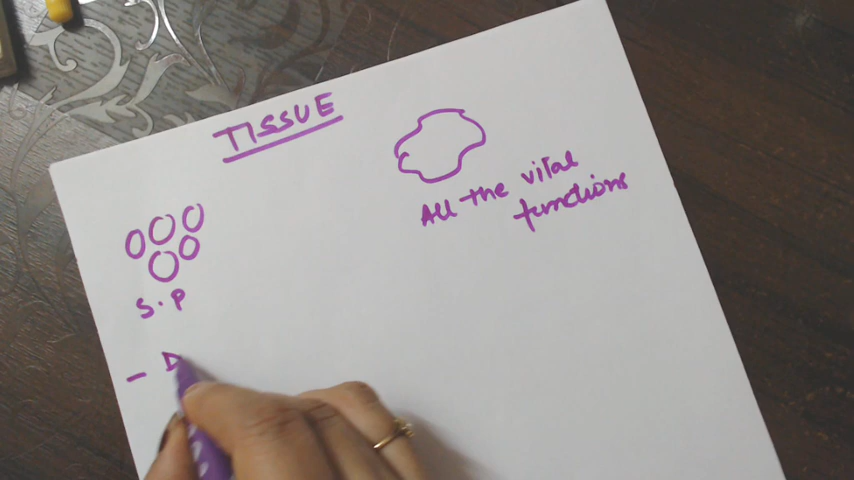 TISSUE
All the vital
functions
S.P
- D